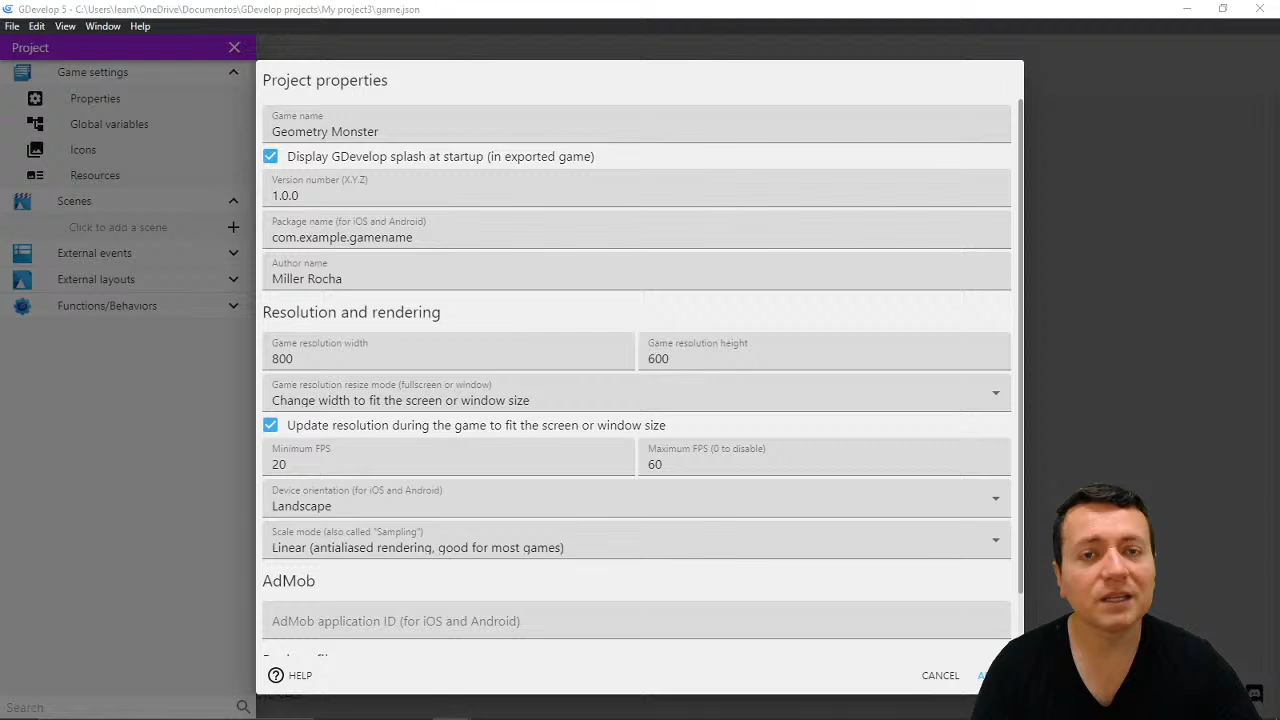 GDevelop 5 - C:\Users\learn\OneDrive\Documentos\GDevelop projects\My project3\game.json
File Edit View Window Help
Project
Game settings
Properties
Global variables
Icons
Resources
Scenes
Click to add a scene
External events
External layouts
Functions/Behaviors
Search
Project properties
Game name
Geometry Monster
Display GDevelop splash at startup (in exported game)
Version number (X.Y.Z)
1.0.0
Package name (for iOS and Android)
com.example.gamename
Author name
Miller Rocha
Resolution and rendering
Game resolution width
800
Game resolution height
600
Game resolution resize mode (fullscreen or window)
Change width to fit the screen or window size
Update resolution during the game to fit the screen or window size
Minimum FPS
20
Maximum FPS (0 to disable)
60
Device orientation (for iOS and Android)
Landscape
Scale mode (also called "Sampling")
Linear (antialiased rendering, good for most games)
AdMob
AdMob application ID (for iOS and Android)
HELP
CANCEL